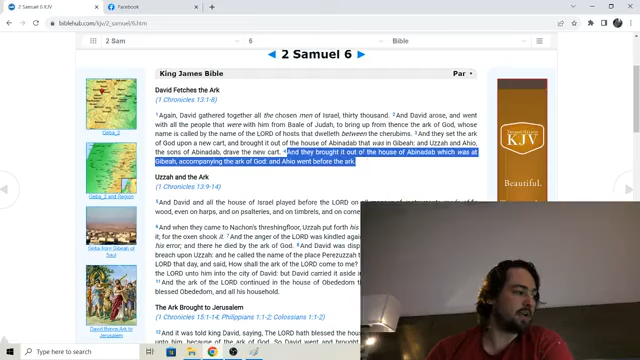 2 Samuel 6 KJV
Facebook
biblehub.com/kjv/2_samuel/6.htm
2 Sam
6
Bible
◄ 2 Samuel 6 ►
King James Bible
Par •
David Fetches the Ark
(1 Chronicles 13:1-8)
1Again, David gathered together all the chosen men of Israel, thirty thousand. 2And David arose, and went
with all the people that were with him from Baale of Judah, to bring up from thence the ark of God, whose
name is called by the name of the LORD of hosts that dwelleth between the cherubims. 3And they set the
ark of God upon a new cart, and brought it out of the house of Abinadab that was in Gibeah: and Uzzah and Ahio,
the sons of Abinadab, drave the new cart. 4And they brought it out of the house of Abinadab which was at
Gibeah, accompanying the ark of God: and Ahio went before the ark.
Uzzah and the Ark
(1 Chronicles 13:9-14)
5And David and all the house of Israel played before the LORD on
wood, even on harps, and on psalteries, and on timbrels, and on corne
6And when they came to Nachon's threshingfloor, Uzzah put forth his
it; for the oxen shook it. 7And the anger of the LORD was kindled again
his error; and there he died by the ark of God. 8And David was disp
breach upon Uzzah: and he called the name of the place Perezuzzah t
LORD that day, and said, How shall the ark of the LORD come to me?
the LORD unto him into the city of David: but David carried it aside in
11And the ark of the LORD continued in the house of Obededom t
blessed Obededom, and all his household.
The Ark Brought to Jerusalem
(1 Chronicles 15:1-14; Philippians 1:1-2; Colossians 1:1-2)
12And it was told king David, saying, The LORD hath blessed the hous
unto him, because of the ark of God. So David went and brought
Geba_2
Geba_2 and Region
Geba from Gibeah of
Saul
David brings Ark to
Jerusalem
KJV
Beautiful.
Type here to search